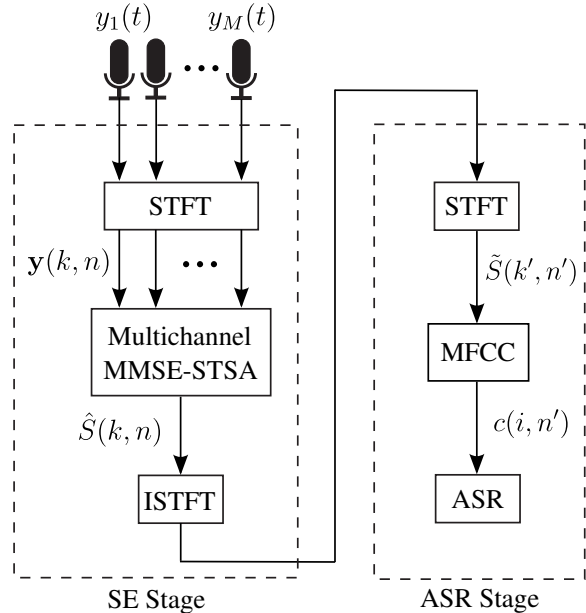 y₁(t) y_M(t)
•••
STFT
y(k, n)
•••
Multichannel
MMSE-STSA
Ŝ(k, n)
ISTFT
SE Stage
STFT
S̃(k′, n′)
MFCC
c(i, n′)
ASR
ASR Stage